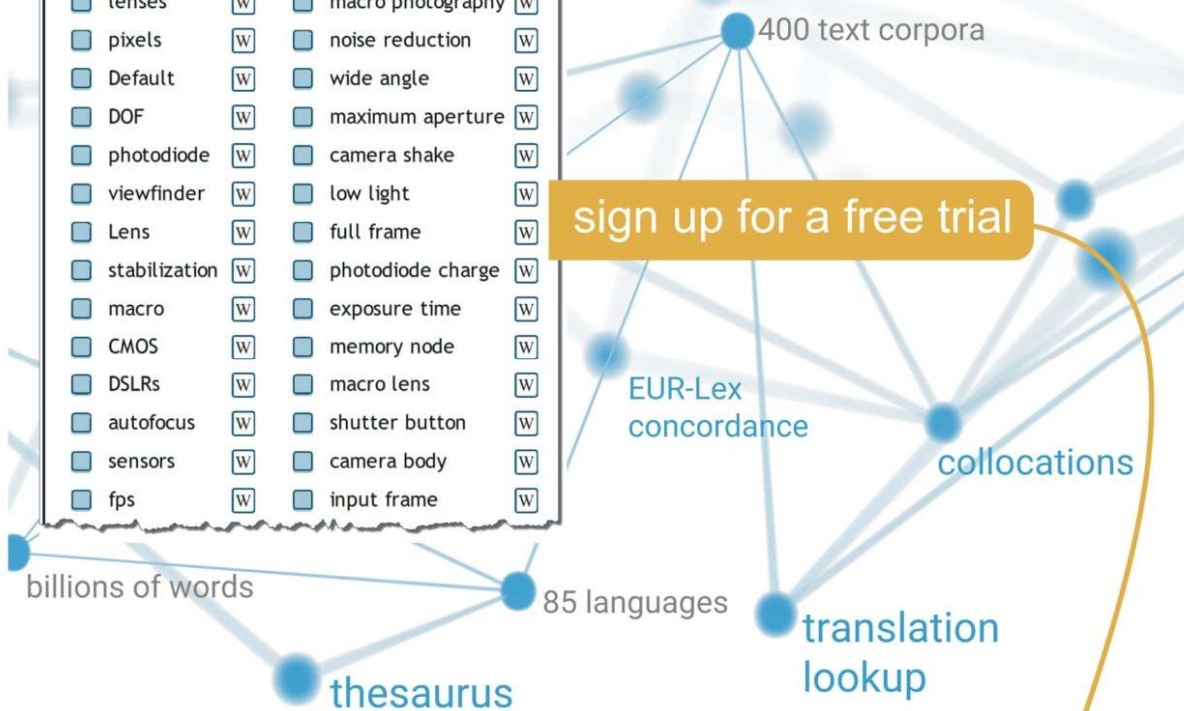 lenses W macro photography W
pixels W noise reduction W
Default W wide angle W
DOF W maximum aperture W
photodiode W camera shake W
viewfinder W low light W
Lens W full frame W
stabilization W photodiode charge W
macro W exposure time W
CMOS W memory node W
DSLRs W macro lens W
autofocus W shutter button W
sensors W camera body W
fps W input frame W
400 text corpora
sign up for a free trial
EUR-Lex
concordance
collocations
billions of words
85 languages
translation
lookup
thesaurus